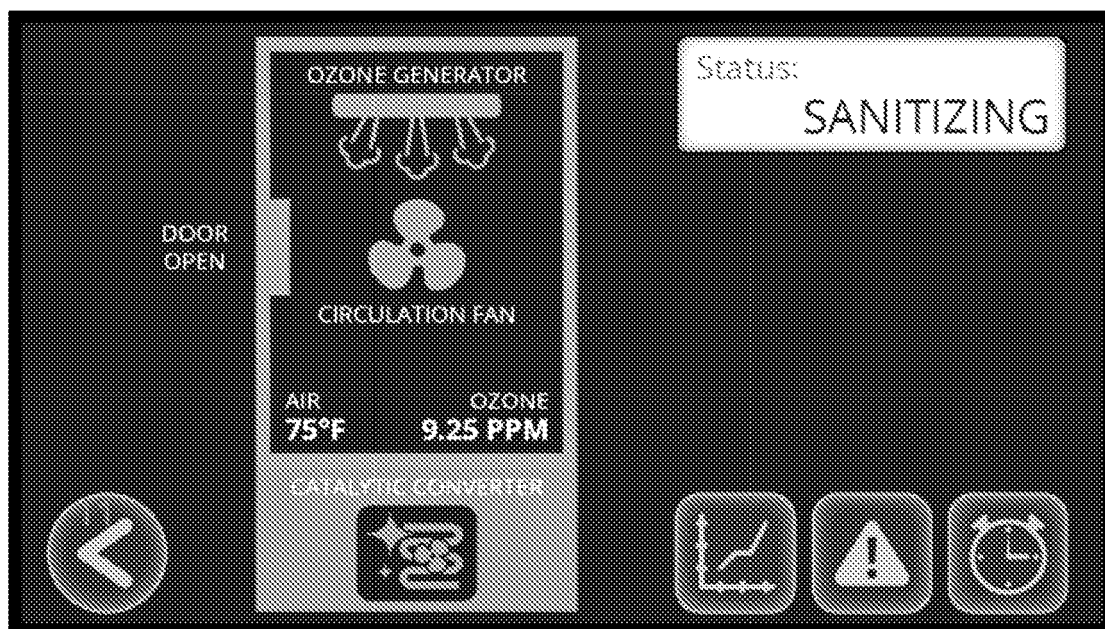 OZONE GENERATOR
Status:
SANITIZING
DOOR
OPEN
CIRCULATION FAN
AIR OZONE
75°F 9.25 PPM
CATALYTIC CONVERTER